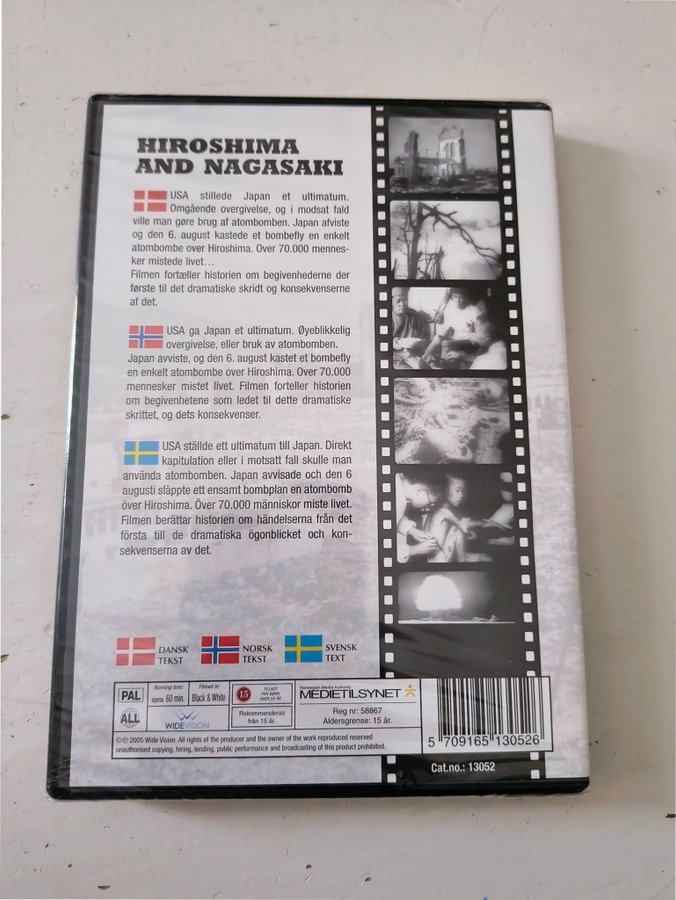 HIROSHIMA
AND NAGASAKI
USA stillede Japan et ultimatum.
Omgående overgivelse, og i modsat fald
ville man gøre brug af atombomben. Japan afviste
og den 6. august kastede et bombefly en enkelt
atombombe over Hiroshima. Over 70.000 mennes-
ker mistede livet...
Filmen fortæller historien om begivenhederne der
første til det dramatiske skridt og konsekvenserne
af det.
USA ga Japan et ultimatum. Øyeblikkelig
overgivelse, eller bruk av atombomben.
Japan avviste, og den 6. august kastet et bombefly
en enkelt atombombe over Hiroshima. Over 70.000
mennesker mistet livet. Filmen forteller historien
om begivenhetene som ledet til dette dramatiske
skrittet, og dets konsekvenser.
USA ställde ett ultimatum till Japan. Direkt
kapitulation eller i motsatt fall skulle man
använda atombomben. Japan avvisade och den 6
augusti släppte ett ensamt bombplan en atombomb
över Hiroshima. Över 70.000 människor miste livet.
Filmen berättar historien om händelserna från det
första till de dramatiska ögonblicket och kon-
sekvenserna av det.
DANSK
TEKST
NORSK
TEKST
SVENSK
TEXT
PAL
Running time:
approx. 60 min.
Filmed in:
Black & White
ALL
WIDEVISION
15
TILLADT
FOR BØRN
OVER 15 ÅR
Rekommenderas
från 15 år.
Norwegian Media Authority
MEDIETILSYNET
Reg nr: 58867
Aldersgrense: 15 år.
©℗ 2005 Wide Vision. All rights of the producer and the owner of the work reproduced reserved
unauthorised copying, hiring, lending, public performance and broadcasting of this product prohibited.
5 709165 130526
Cat.no.: 13052